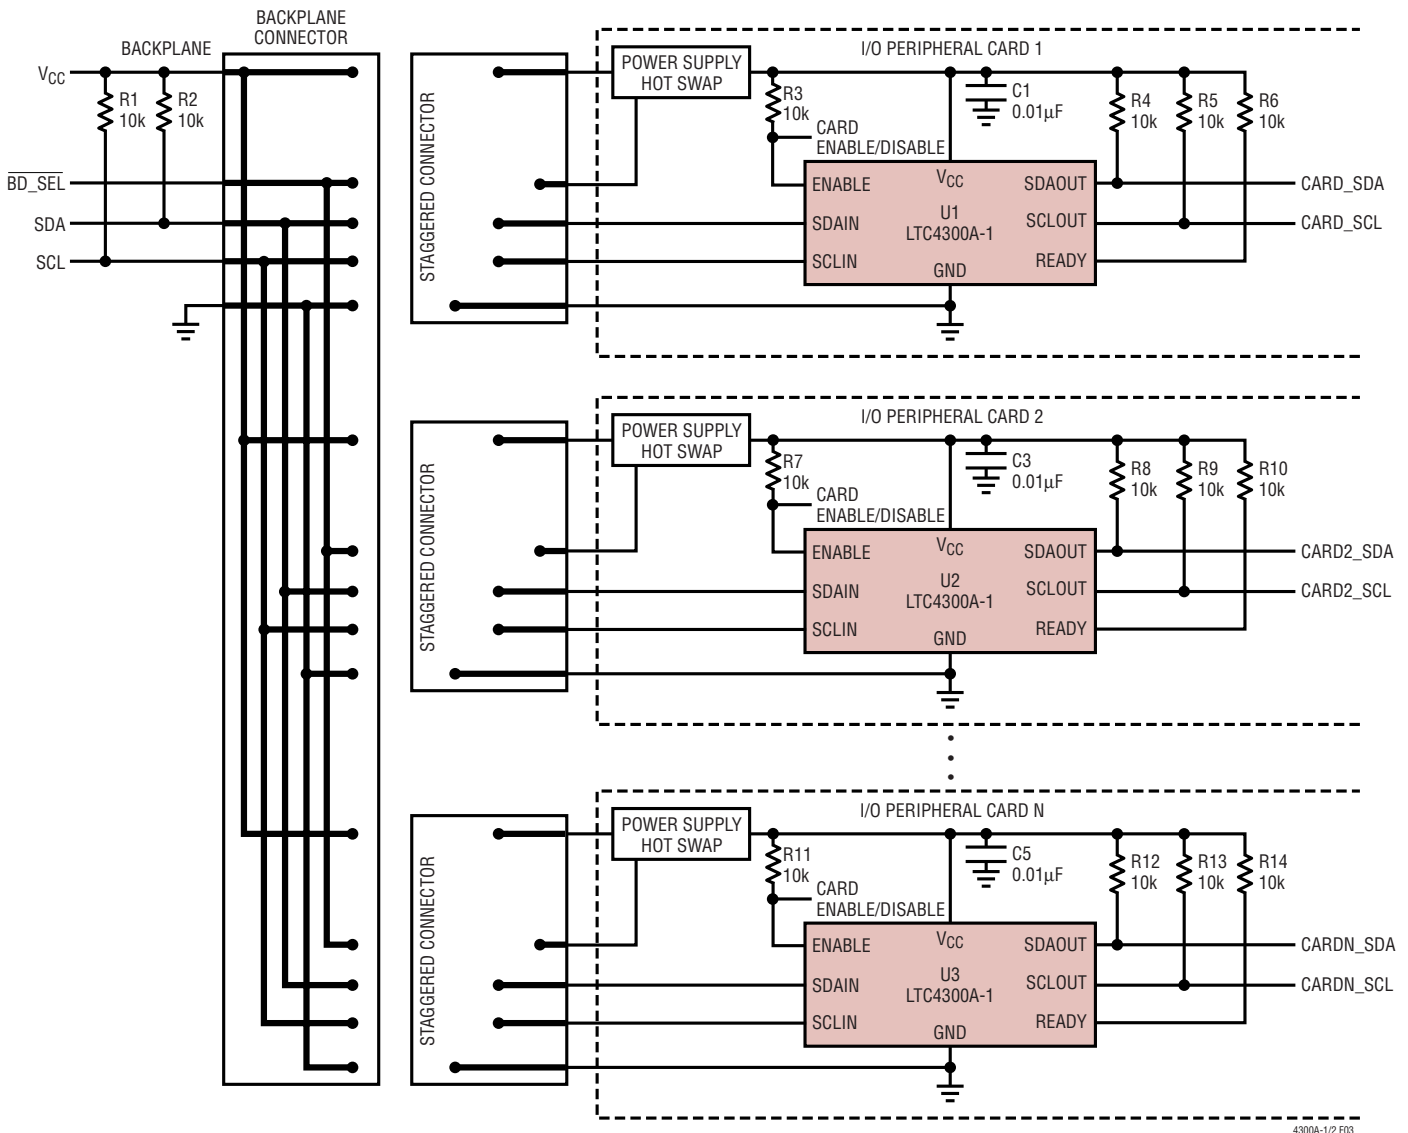 BACKPLANE
CONNECTOR
BACKPLANE
VCC
R1
10k
R2
10k
BD_SEL
SDA
SCL
STAGGERED CONNECTOR
POWER SUPPLY
HOT SWAP
I/O PERIPHERAL CARD 1
R3
10k
CARD
ENABLE/DISABLE
C1
0.01μF
R4
10k
R5
10k
R6
10k
ENABLE
VCC
SDAOUT
CARD_SDA
SDAIN
U1
LTC4300A-1
SCLOUT
CARD_SCL
SCLIN
GND
READY
STAGGERED CONNECTOR
POWER SUPPLY
HOT SWAP
I/O PERIPHERAL CARD 2
R7
10k
CARD
ENABLE/DISABLE
C3
0.01μF
R8
10k
R9
10k
R10
10k
ENABLE
VCC
SDAOUT
CARD2_SDA
SDAIN
U2
LTC4300A-1
SCLOUT
CARD2_SCL
SCLIN
GND
READY
STAGGERED CONNECTOR
POWER SUPPLY
HOT SWAP
I/O PERIPHERAL CARD N
R11
10k
CARD
ENABLE/DISABLE
C5
0.01μF
R12
10k
R13
10k
R14
10k
ENABLE
VCC
SDAOUT
CARDN_SDA
SDAIN
U3
LTC4300A-1
SCLOUT
CARDN_SCL
SCLIN
GND
READY
4300A-1/2 F03